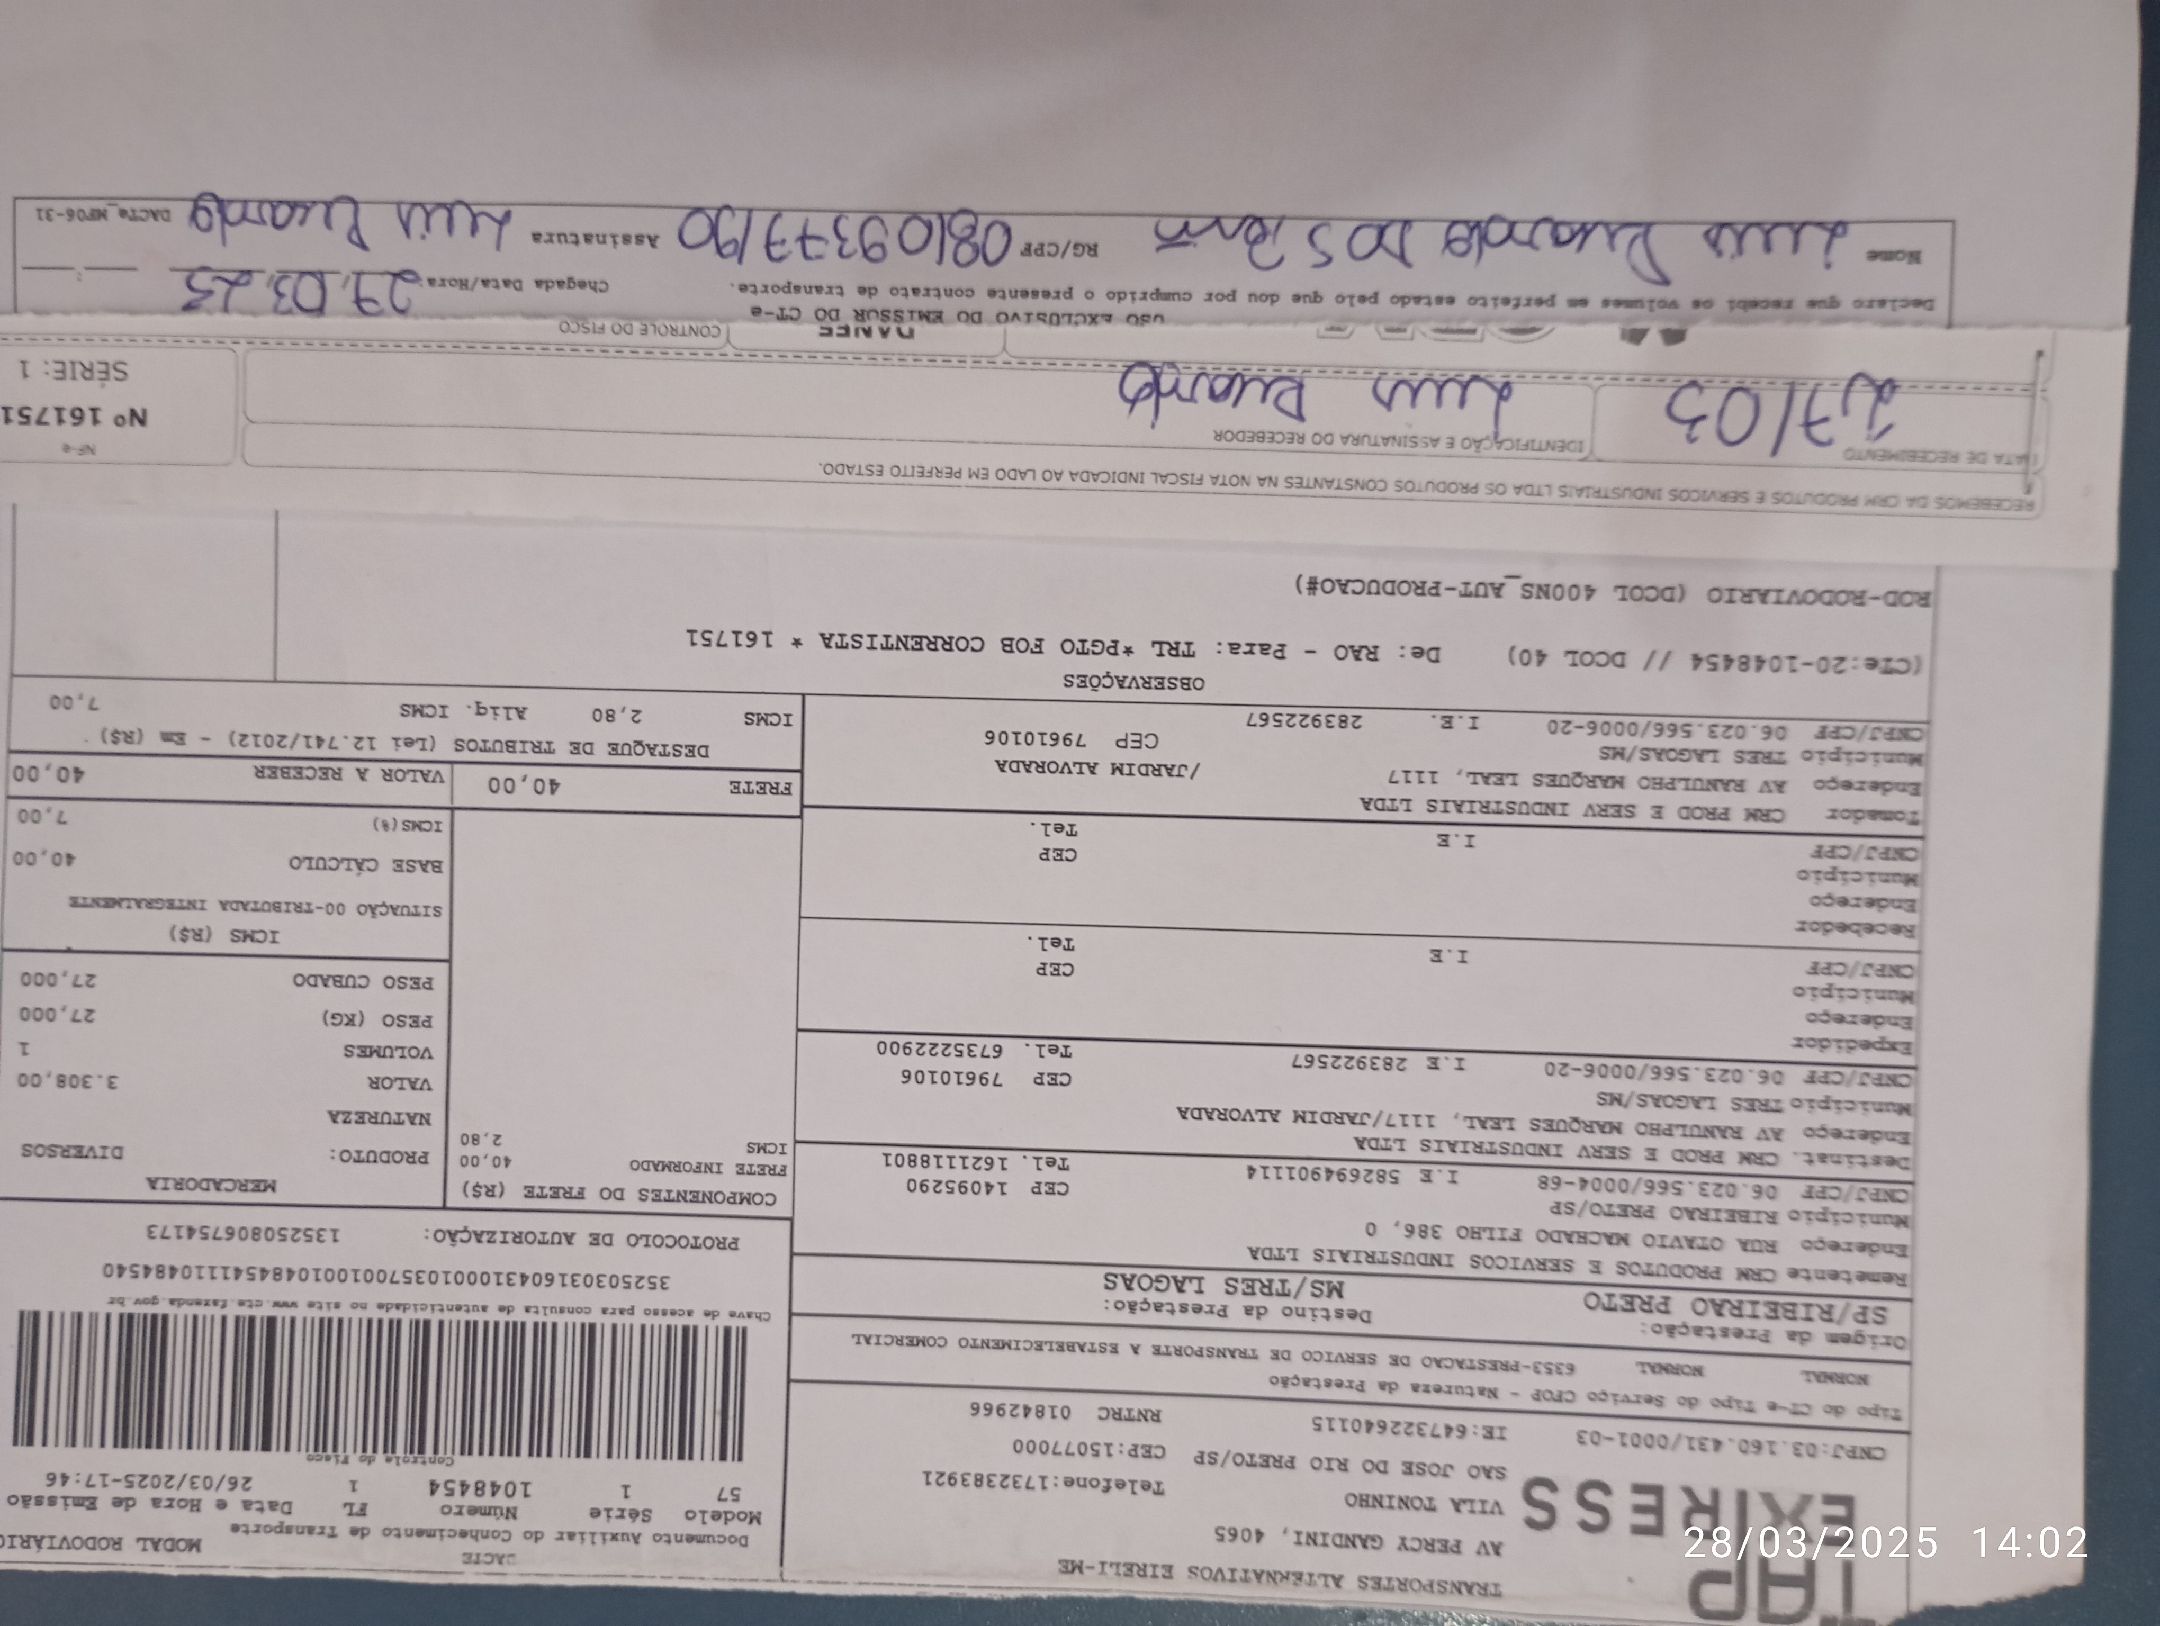 TAP
EXPRESS
TRANSPORTES ALTERNATIVOS EIRELI-ME
AV PERCY GANDINI, 4065
VILA TONINHO
Telefone:1732383921
SAO JOSE DO RIO PRETO/SP CEP:15077000
CNPJ:03.160.431/0001-03 IE:647322640115 RNTRC 01842966
DACTE
Documento Auxiliar do Conhecimento de Transporte
MODAL RODOVIÁRIO
Modelo Série Número FL Data e Hora de Emissão
57 1 1048454 1 26/03/2025-17:46
Controle do Fisco
Chave de acesso para consulta de autenticidade no site www.cte.fazenda.gov.br
PROTOCOLO DE AUTORIZAÇÃO: 135250806754173
Tipo do CT-e Tipo do Serviço CFOP - Natureza da Prestação
NORMAL NORMAL 6353-PRESTACAO DE SERVICO DE TRANSPORTE A ESTABELECIMENTO COMERCIAL
Origem da Prestação: Destino da Prestação:
SP/RIBEIRAO PRETO MS/TRES LAGOAS
Remetente CRM PRODUTOS E SERVICOS INDUSTRIAIS LTDA
Endereço RUA OTAVIO MACHADO FILHO 386, 0
Município RIBEIRAO PRETO/SP CEP 14095290
CNPJ/CPF 06.023.566/0004-68 I.E 582694901114 Tel. 1621118801
Destinat. CRM PROD E SERV INDUSTRIAIS LTDA
Endereço AV RANULPHO MARQUES LEAL, 1117/JARDIM ALVORADA
Município TRES LAGOAS/MS CEP 79610106
CNPJ/CPF 06.023.566/0006-20 I.E 283922567 Tel. 6735222900
Expedidor
Endereço
Município CEP
CNPJ/CPF I.E Tel.
Recebedor
Endereço
Município CEP
CNPJ/CPF I.E Tel.
Tomador CRM PROD E SERV INDUSTRIAIS LTDA
Endereço AV RANULPHO MARQUES LEAL, 1117 /JARDIM ALVORADA
Município TRES LAGOAS/MS CEP 79610106
CNPJ/CPF 06.023.566/0006-20 I.E. 283922567
COMPONENTES DO FRETE (R$)
FRETE INFORMADO 40,00
ICMS 2,80
MERCADORIA
PRODUTO: DIVERSOS
NATUREZA
VALOR 3.308,00
VOLUMES 1
PESO (KG) 27,000
PESO CUBADO 27,000
ICMS (R$)
SITUAÇÃO 00-TRIBUTADA INTEGRALMENTE
BASE CÁLCULO 40,00
ICMS(%) 7,00
FRETE 40,00 VALOR A RECEBER 40,00
DESTAQUE DE TRIBUTOS (Lei 12.741/2012) - Em (R$)
ICMS 2,80 Aliq. ICMS 7,00
OBSERVAÇÕES
(CTe:20-1048454 // DCOL 40) De: RAO - Para: TRL *PGTO FOB CORRENTISTA * 161751
ROD-RODOVIARIO (DCOL 400NS_AUT-PRODUCAO#)
RECEBEMOS DA CRM PRODUTOS E SERVICOS INDUSTRIAIS LTDA OS PRODUTOS CONSTANTES NA NOTA FISCAL INDICADA AO LADO EM PERFEITO ESTADO.
DATA DE RECEBIMENTO IDENTIFICAÇÃO E ASSINATURA DO RECEBEDOR
27/03 Luis Ricardo
NF-e
Nº 161751
SÉRIE: 1
DANFE
CONTROLE DO FISCO
USO EXCLUSIVO DO EMISSOR DO CT-e
Declaro que recebi os volumes em perfeito estado pelo que dou por cumprido o presente contrato de transporte. Chegada Data/Hora: 27.03.25
Nome Luis Ricardo DOS RG/CPF Assinatura Luis Ricardo DACTe_MF06-31
28/03/2025 14:02